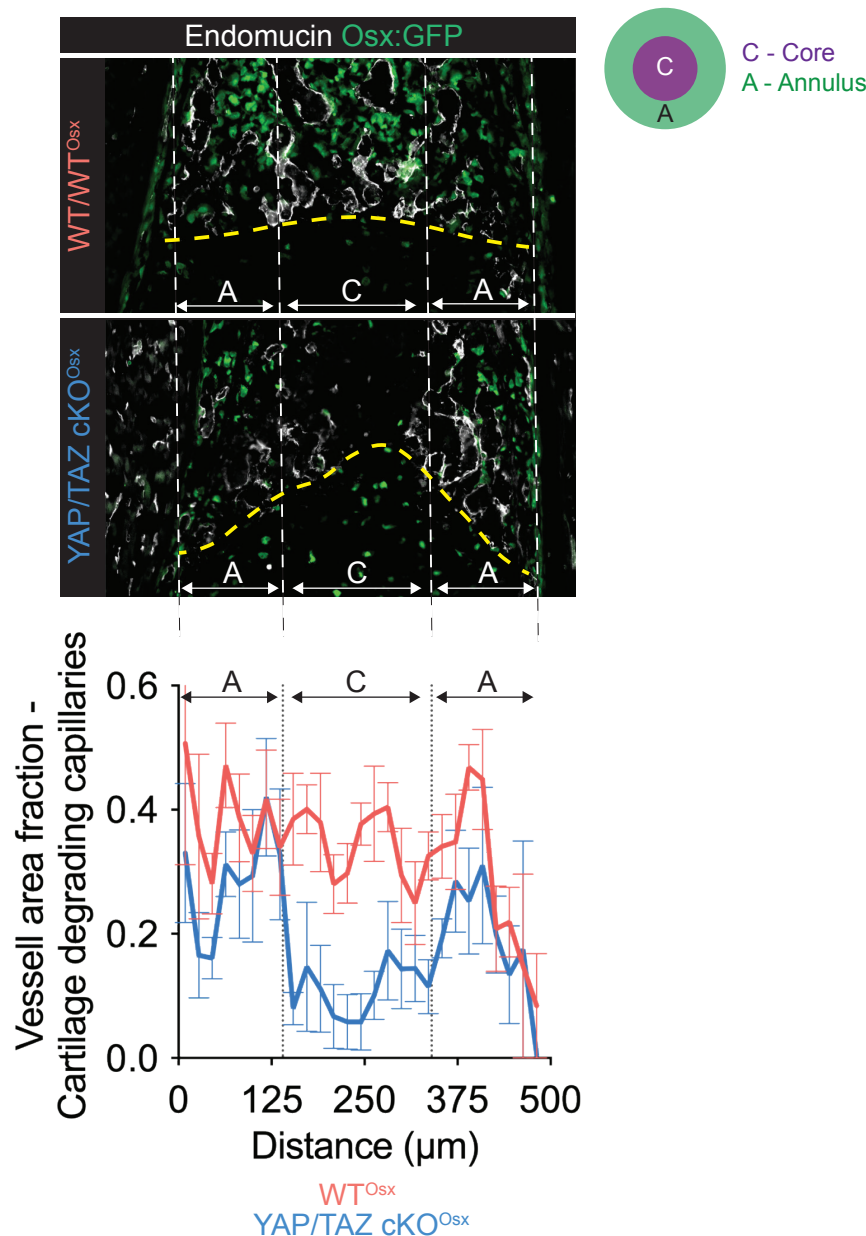 Endomucin Osx:GFP
C
A
C - Core
A - Annulus
WT/WT^Osx
A
C
A
YAP/TAZ cKO^Osx
A
C
A
Vessell area fraction -
Cartilage degrading capillaries
A
C
A
0.6
0.4
0.2
0.0
0
125
250
375
500
Distance (µm)
WT^Osx
YAP/TAZ cKO^Osx